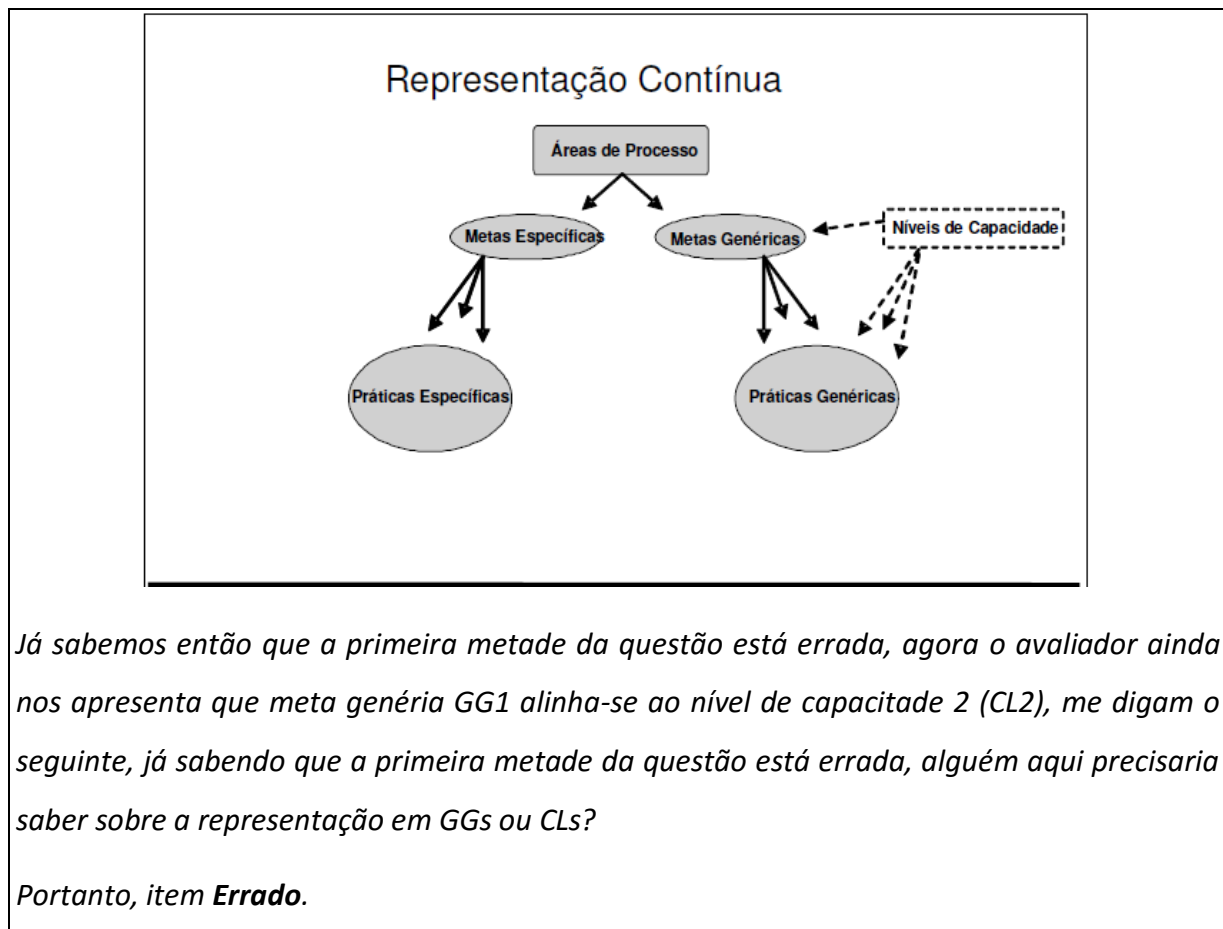 Representação Contínua
Áreas de Processo
Metas Específicas
Metas Genéricas
Níveis de Capacidade
Práticas Específicas
Práticas Genéricas
Já sabemos então que a primeira metade da questão está errada, agora o avaliador ainda
nos apresenta que meta genéria GG1 alinha-se ao nível de capacitade 2 (CL2), me digam o
seguinte, já sabendo que a primeira metade da questão está errada, alguém aqui precisaria
saber sobre a representação em GGs ou CLs?
Portanto, item Errado.